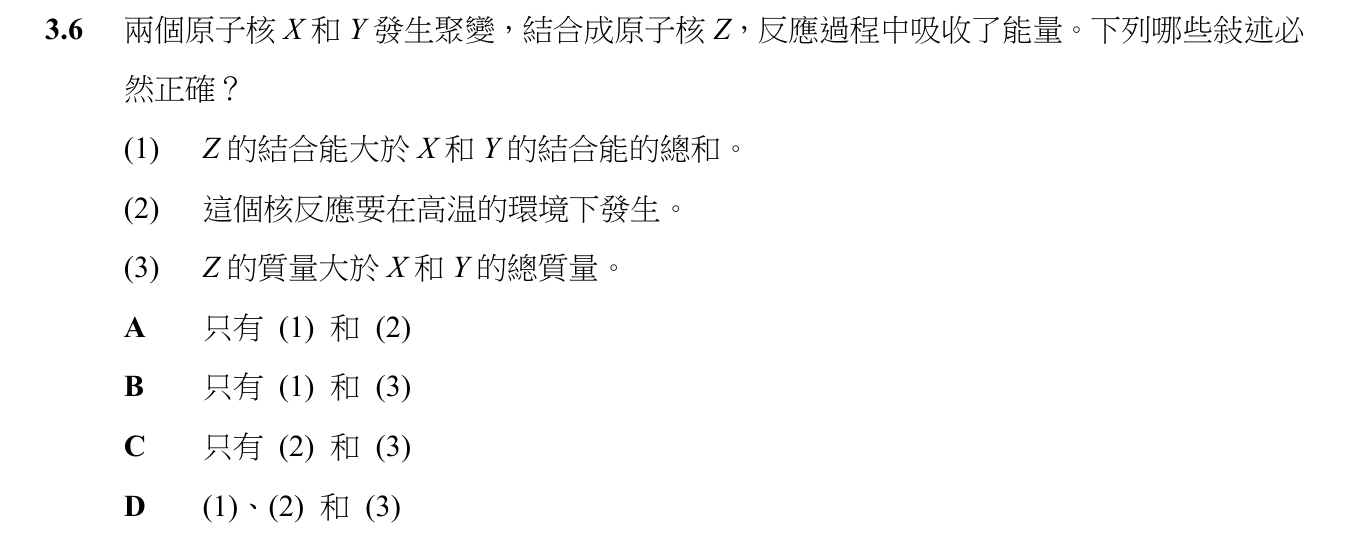 3.6 兩個原子核 X 和 Y 發生聚變，結合成原子核 Z，反應過程中吸收了能量。下列哪些敍述必
然正確？
(1) Z 的結合能大於 X 和 Y 的結合能的總和。
(2) 這個核反應要在高温的環境下發生。
(3) Z 的質量大於 X 和 Y 的總質量。
A 只有 (1) 和 (2)
B 只有 (1) 和 (3)
C 只有 (2) 和 (3)
D (1)、(2) 和 (3)